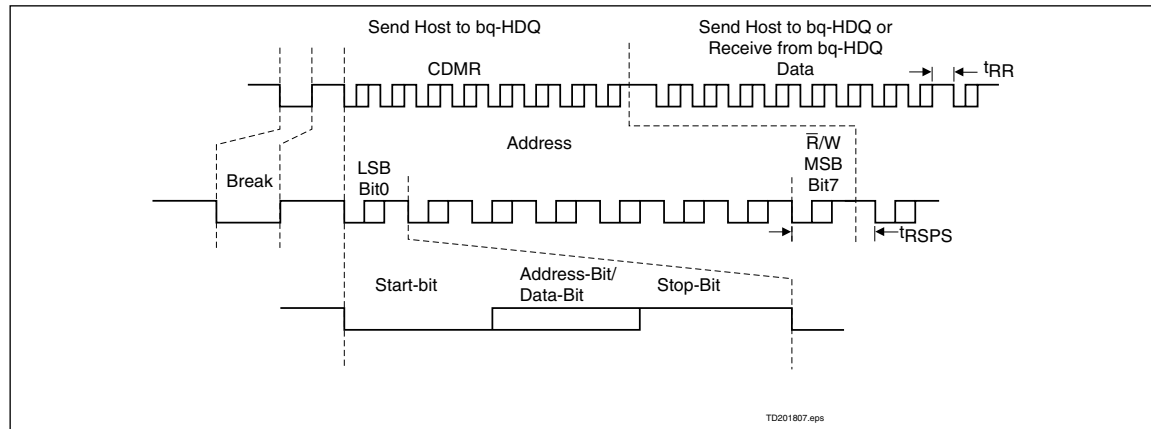 Send Host to bq-HDQ
Send Host to bq-HDQ or
Receive from bq-HDQ
CDMR
Data
tRR
Address
R̅/W
MSB
Bit7
LSB
Bit0
Break
tRSPS
Start-bit
Address-Bit/
Data-Bit
Stop-Bit
TD201807.eps